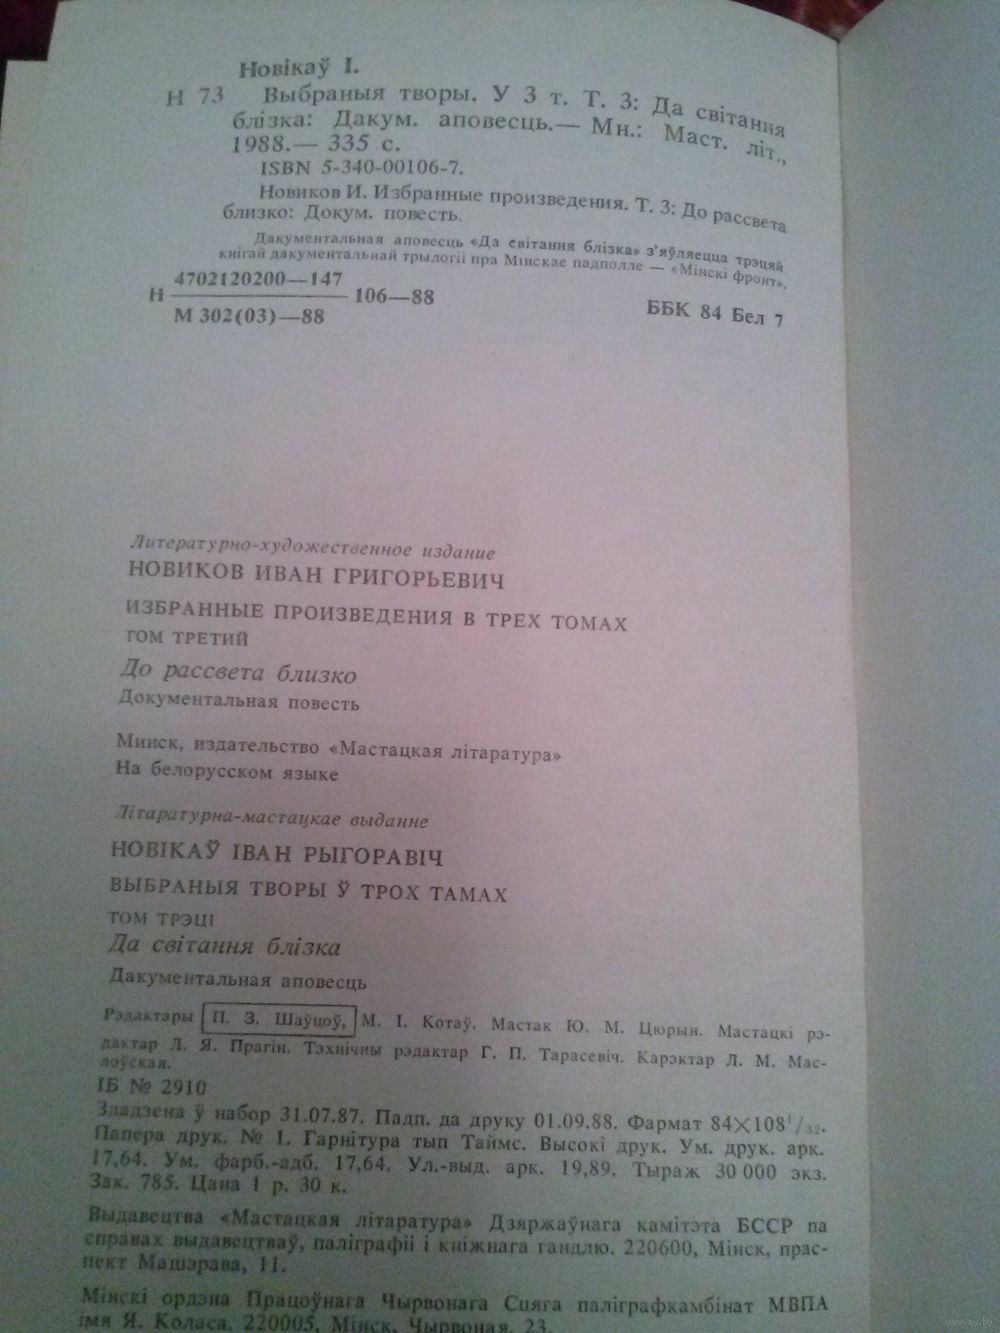 Новікаў І.
Н 73 Выбраныя творы. У 3 т. Т. 3: Да світання
блізка: Дакум. аповесць.— Мн.: Маст. літ.,
1988.— 335 с.
ISBN 5-340-00106-7.
Новиков И. Избранные произведения. Т. 3: До рассвета
близко: Докум. повесть.
Дакументальная аповесць «Да світання блізка» з'яўляецца трэцяй
кнігай дакументальнай трылогіі пра Мінскае падполле — «Мінскі фронт».
4702120200—147
Н 106—88
М 302(03)—88
ББК 84 Бел 7
Литературно-художественное издание
НОВИКОВ ИВАН ГРИГОРЬЕВИЧ
ИЗБРАННЫЕ ПРОИЗВЕДЕНИЯ В ТРЕХ ТОМАХ
ТОМ ТРЕТИЙ
До рассвета близко
Документальная повесть
Минск, издательство «Мастацкая літаратура»
На белорусском языке
Літаратурна-мастацкае выданне
НОВІКАЎ ІВАН РЫГОРАВІЧ
ВЫБРАНЫЯ ТВОРЫ Ў ТРОХ ТАМАХ
ТОМ ТРЭЦІ
Да світання блізка
Дакументальная аповесць
Рэдактары П. З. Шаўцоў, М. І. Котаў. Мастак Ю. М. Цюрын. Мастацкі рэ-
дактар Л. Я. Прагін. Тэхнічны рэдактар Г. П. Тарасевіч. Карэктар Л. М. Мас-
лоўская.
ІБ № 2910
Здадзена ў набор 31.07.87. Падп. да друку 01.09.88. Фармат 84×108¹/₃₂.
Папера друк. № 1. Гарнітура тып Таймс. Высокі друк. Ум. друк. арк.
17,64. Ум. фарб.-адб. 17,64. Ул.-выд. арк. 19,89. Тыраж 30 000 экз.
Зак. 785. Цана 1 р. 30 к.
Выдавецтва «Мастацкая літаратура» Дзяржаўнага камітэта БССР па
справах выдавецтваў, паліграфіі і кніжнага гандлю. 220600, Мінск, прас-
пект Машэрава, 11.
Мінскі ордэна Працоўнага Чырвонага Сцяга паліграфкамбінат МВПА
імя Я. Коласа. 220005, Мінск, Чырвоная, 23.
www.ay.by